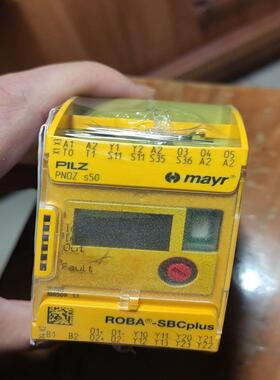 A1 A2 Y1 Y2 A2 O3 O4 O5
T0 T1 S11 S11 S35 S36 A2 A2
PILZ
PNOZ s50
mayr
Out
Fault
ROBA®-SBCplus
B1 B2 O1- O1+ Y10 Y11 Y20 Y21
O2- O2+ Y12 Y13 Y22 Y23